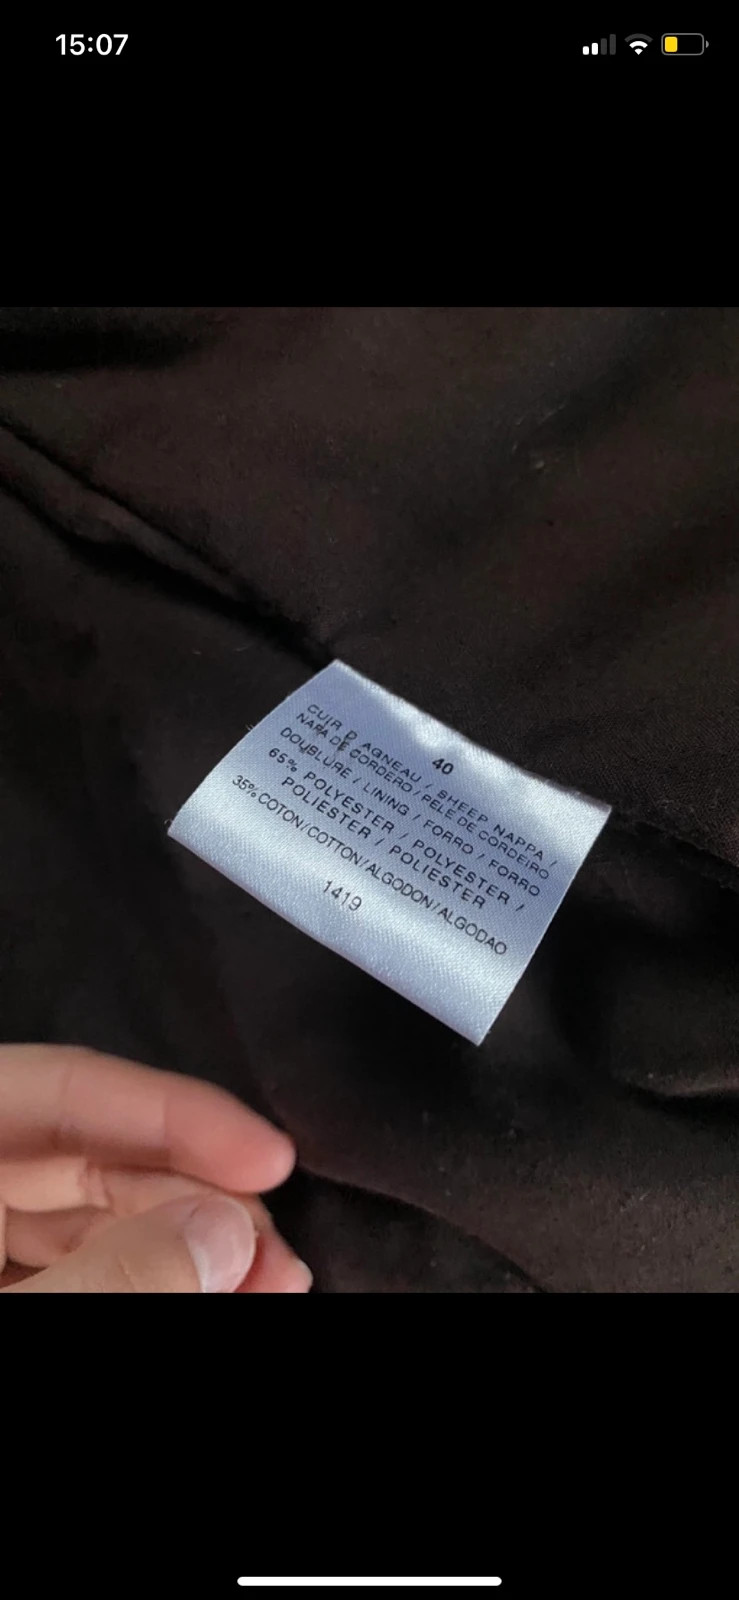 15:07
40
CUIR D AGNEAU / SHEEP NAPPA /
NAPA DE CORDERO / PELE DE CORDEIRO
DOUBLURE / LINING / FORRO / FORRO
65% POLYESTER / POLYESTER /
POLIESTER / POLIESTER
35% COTON/COTTON/ALGODON/ALGODAO
1419